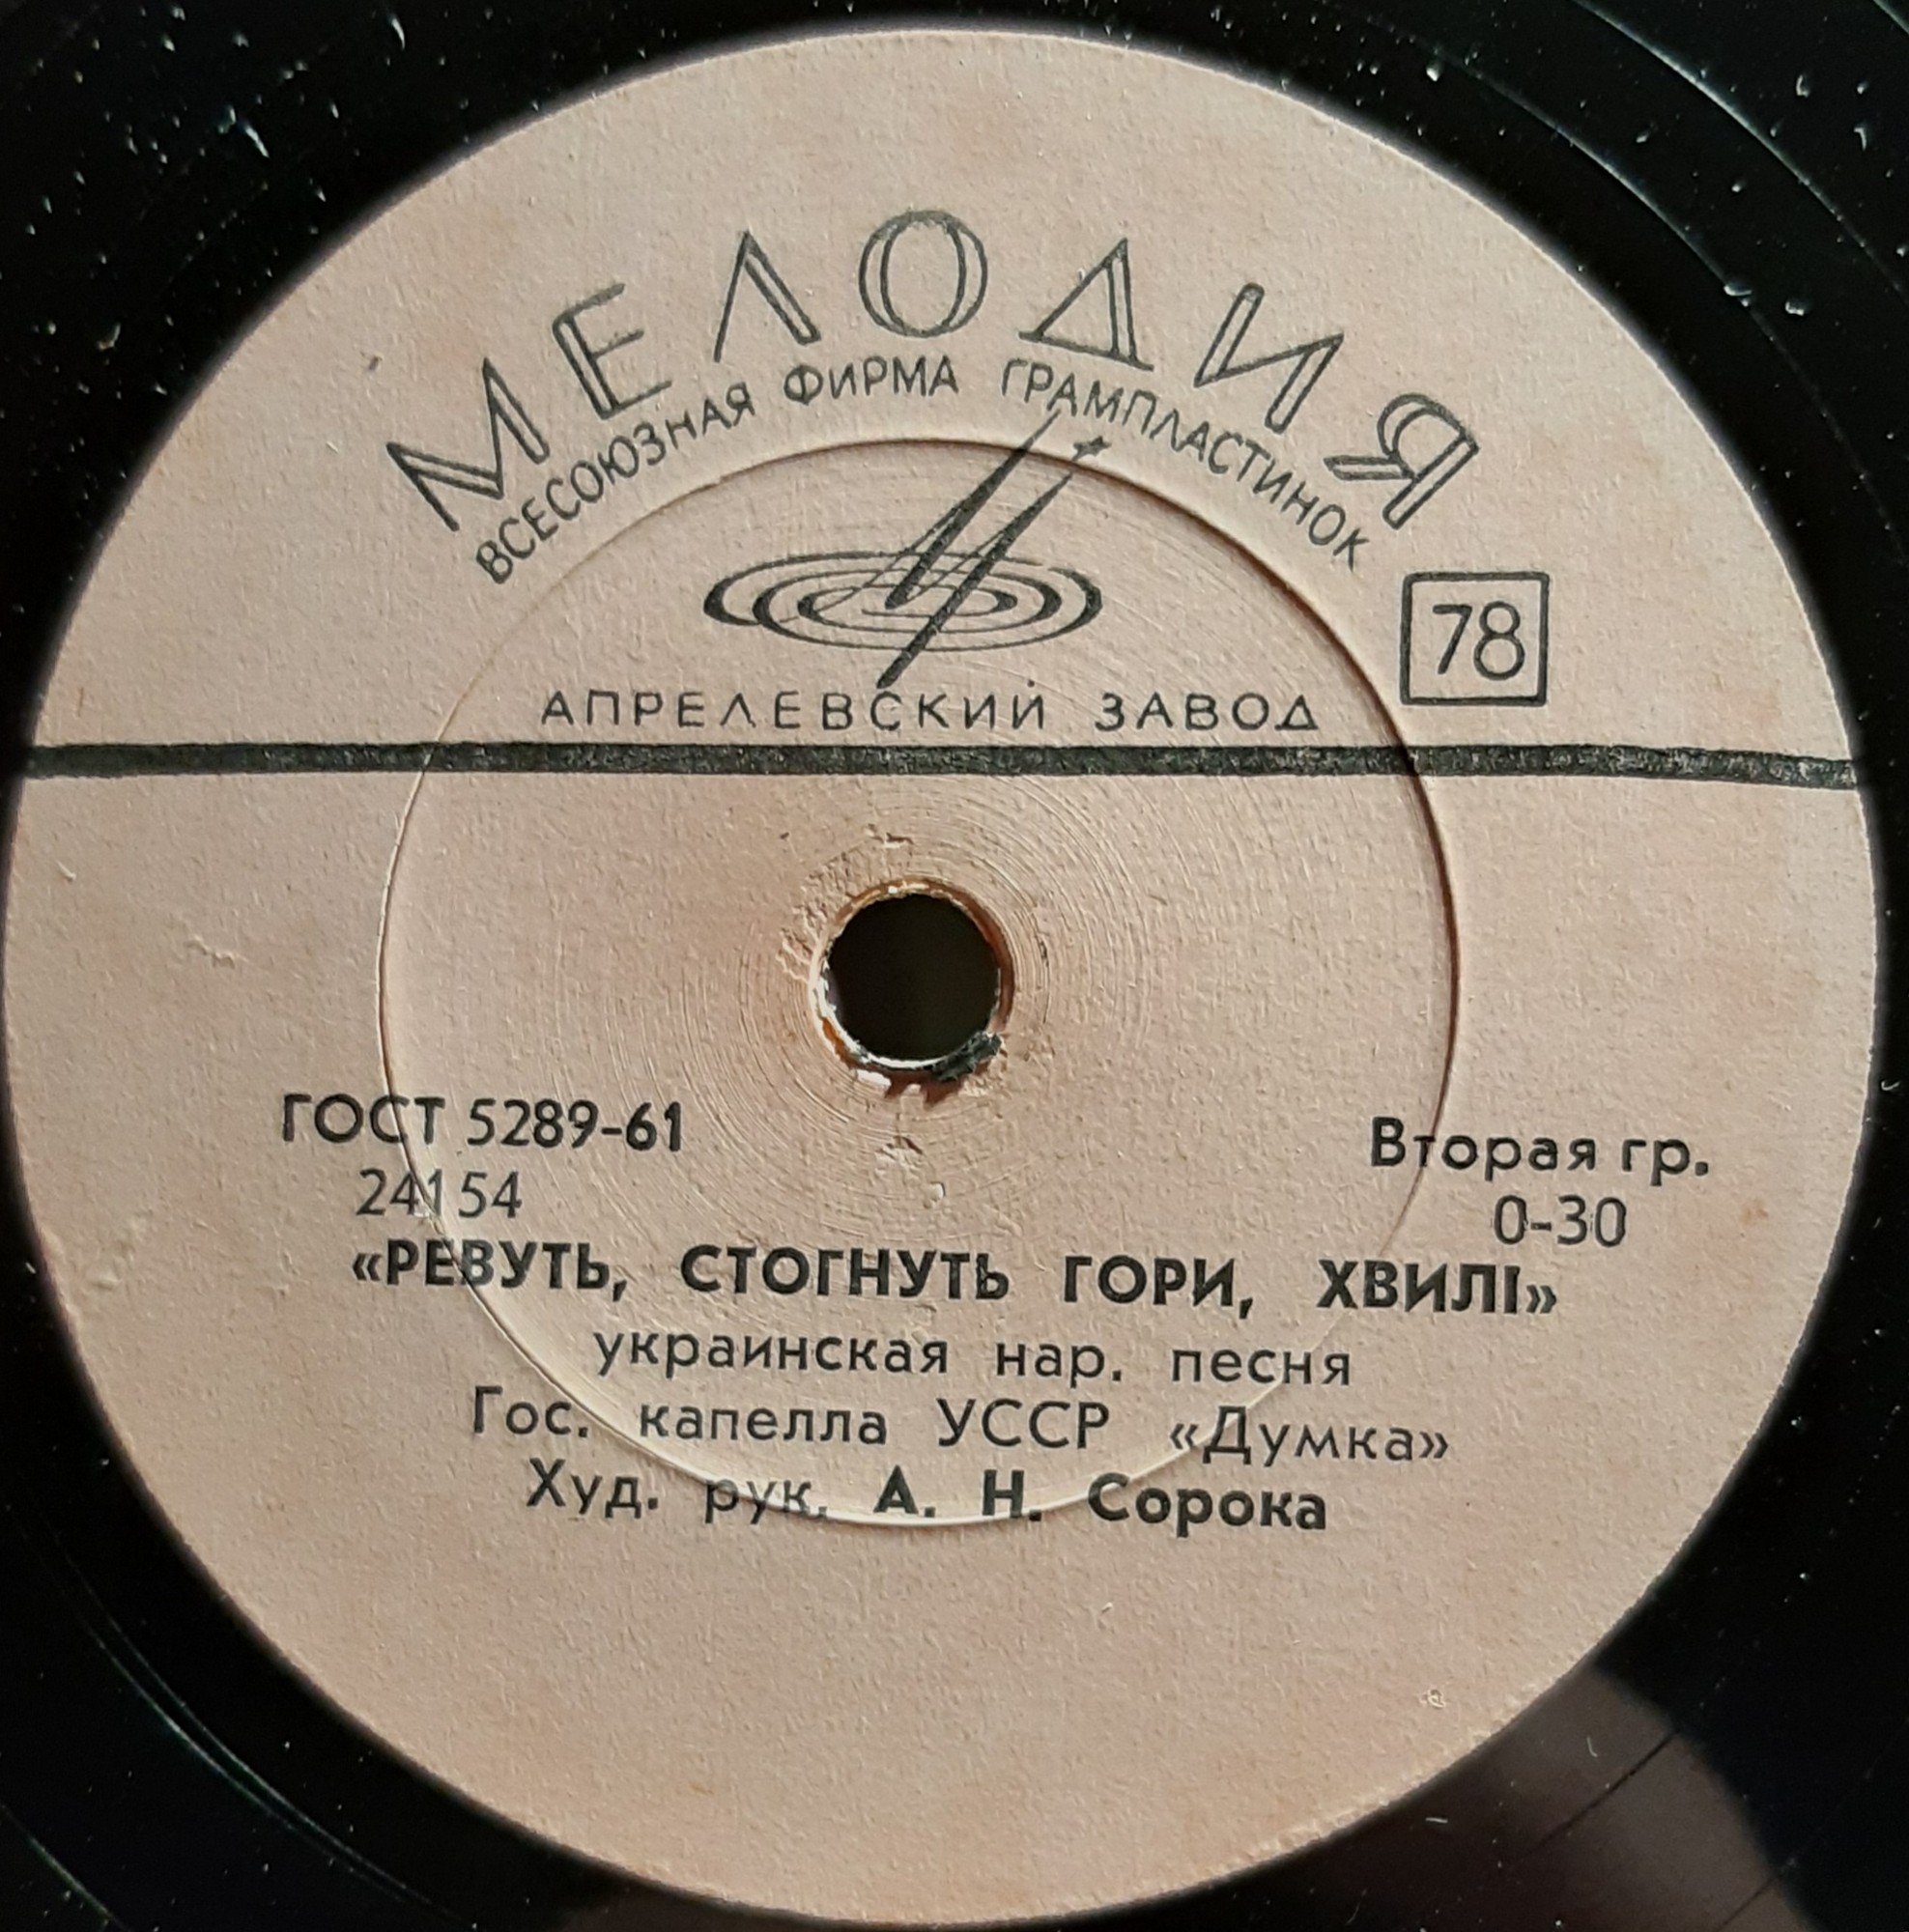 МЕЛОДИЯ
ВСЕСОЮЗНАЯ ФИРМА ГРАМПЛАСТИНОК
78
АПРЕЛЕВСКИЙ ЗАВОД
ГОСТ 5289-61
Вторая гр.
24154
0-30
«РЕВУТЬ, СТОГНУТЬ ГОРИ, ХВИЛІ»
украинская нар. песня
Гос. капелла УССР «Думка»
Худ. рук. А. Н. Сорока